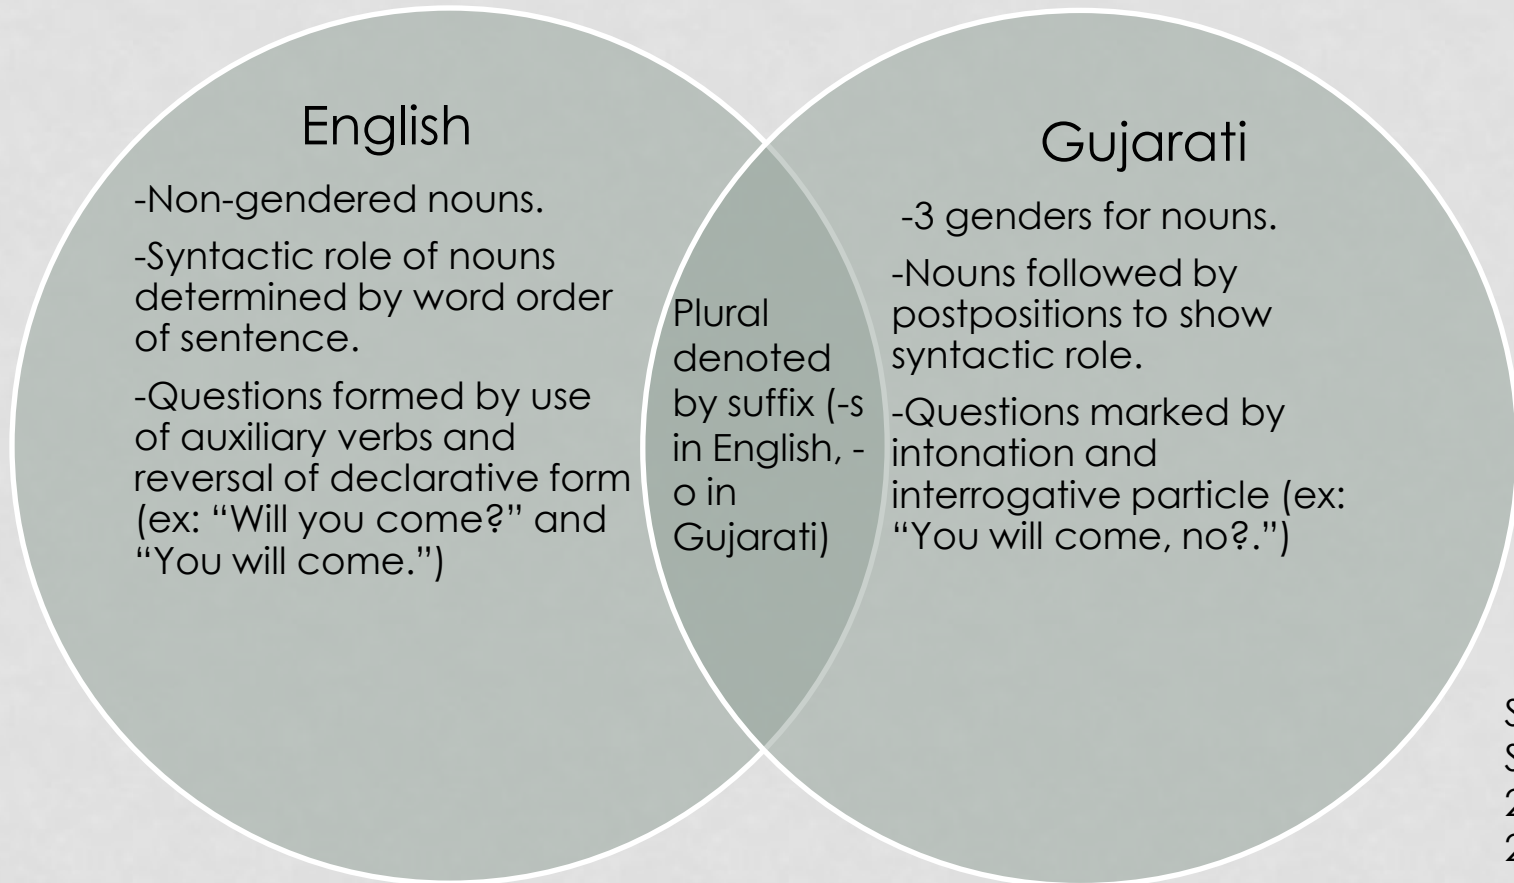 English
-Non-gendered nouns.
-Syntactic role of nouns
determined by word order
of sentence.
-Questions formed by use
of auxiliary verbs and
reversal of declarative form
(ex: “Will you come?” and
“You will come.”)
Plural
denoted
by suffix (-s
in English, -
o in
Gujarati)
Gujarati
-3 genders for nouns.
-Nouns followed by
postpositions to show
syntactic role.
-Questions marked by
intonation and
interrogative particle (ex:
“You will come, no?.”)